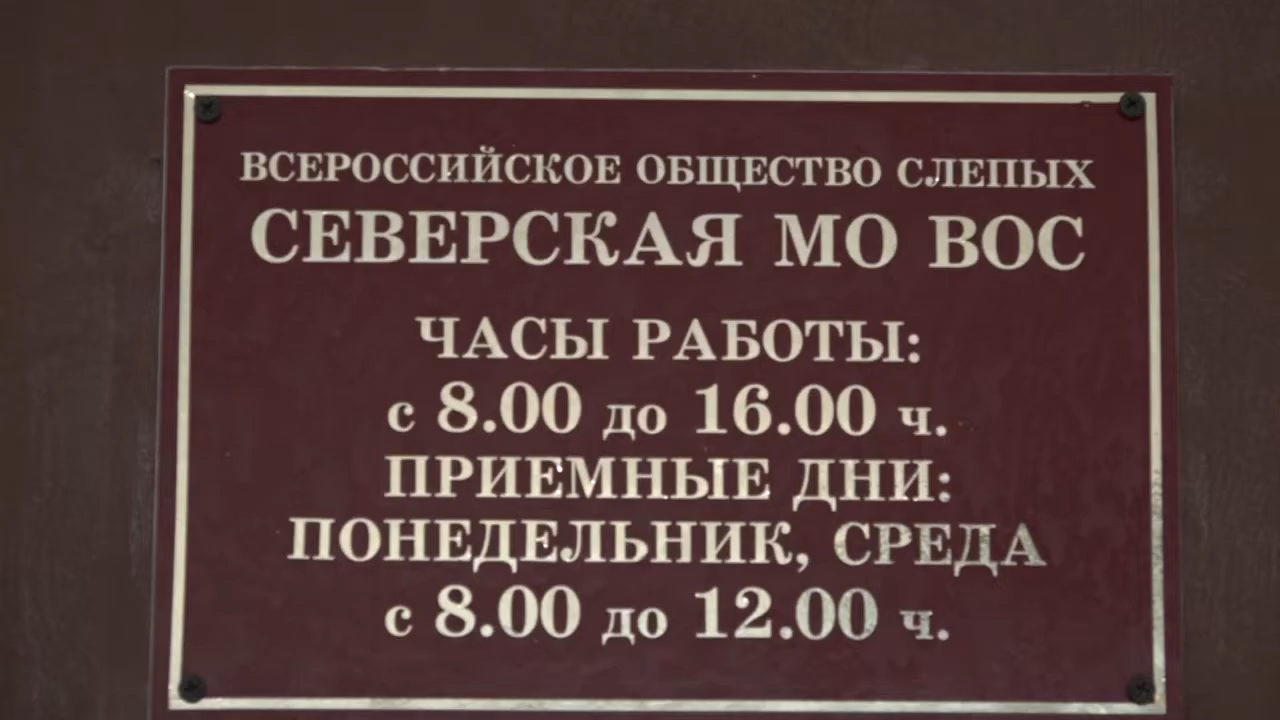 ВСЕРОССИЙСКОЕ ОБЩЕСТВО СЛЕПЫХ
СЕВЕРСКАЯ МО ВОС
ЧАСЫ РАБОТЫ:
с 8.00 до 16.00 ч.
ПРИЕМНЫЕ ДНИ:
ПОНЕДЕЛЬНИК, СРЕДА
с 8.00 до 12.00 ч.